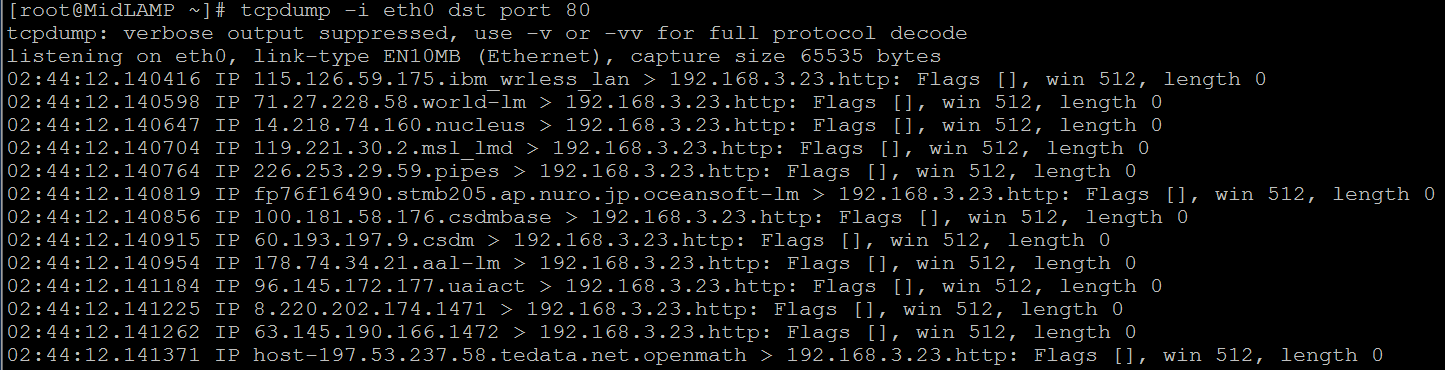 [root@MidLAMP ~]# tcpdump -i eth0 dst port 80
tcpdump: verbose output suppressed, use -v or -vv for full protocol decode
listening on eth0, link-type EN10MB (Ethernet), capture size 65535 bytes
02:44:12.140416 IP 115.126.59.175.ibm_wrless_lan > 192.168.3.23.http: Flags [], win 512, length 0
02:44:12.140598 IP 71.27.228.58.world-lm > 192.168.3.23.http: Flags [], win 512, length 0
02:44:12.140647 IP 14.218.74.160.nucleus > 192.168.3.23.http: Flags [], win 512, length 0
02:44:12.140704 IP 119.221.30.2.msl_lmd > 192.168.3.23.http: Flags [], win 512, length 0
02:44:12.140764 IP 226.253.29.59.pipes > 192.168.3.23.http: Flags [], win 512, length 0
02:44:12.140819 IP fp76f16490.stmb205.ap.nuro.jp.oceansoft-lm > 192.168.3.23.http: Flags [], win 512, length 0
02:44:12.140856 IP 100.181.58.176.csdmbase > 192.168.3.23.http: Flags [], win 512, length 0
02:44:12.140915 IP 60.193.197.9.csdm > 192.168.3.23.http: Flags [], win 512, length 0
02:44:12.140954 IP 178.74.34.21.aal-lm > 192.168.3.23.http: Flags [], win 512, length 0
02:44:12.141184 IP 96.145.172.177.uaiact > 192.168.3.23.http: Flags [], win 512, length 0
02:44:12.141225 IP 8.220.202.174.1471 > 192.168.3.23.http: Flags [], win 512, length 0
02:44:12.141262 IP 63.145.190.166.1472 > 192.168.3.23.http: Flags [], win 512, length 0
02:44:12.141371 IP host-197.53.237.58.tedata.net.openmath > 192.168.3.23.http: Flags [], win 512, length 0